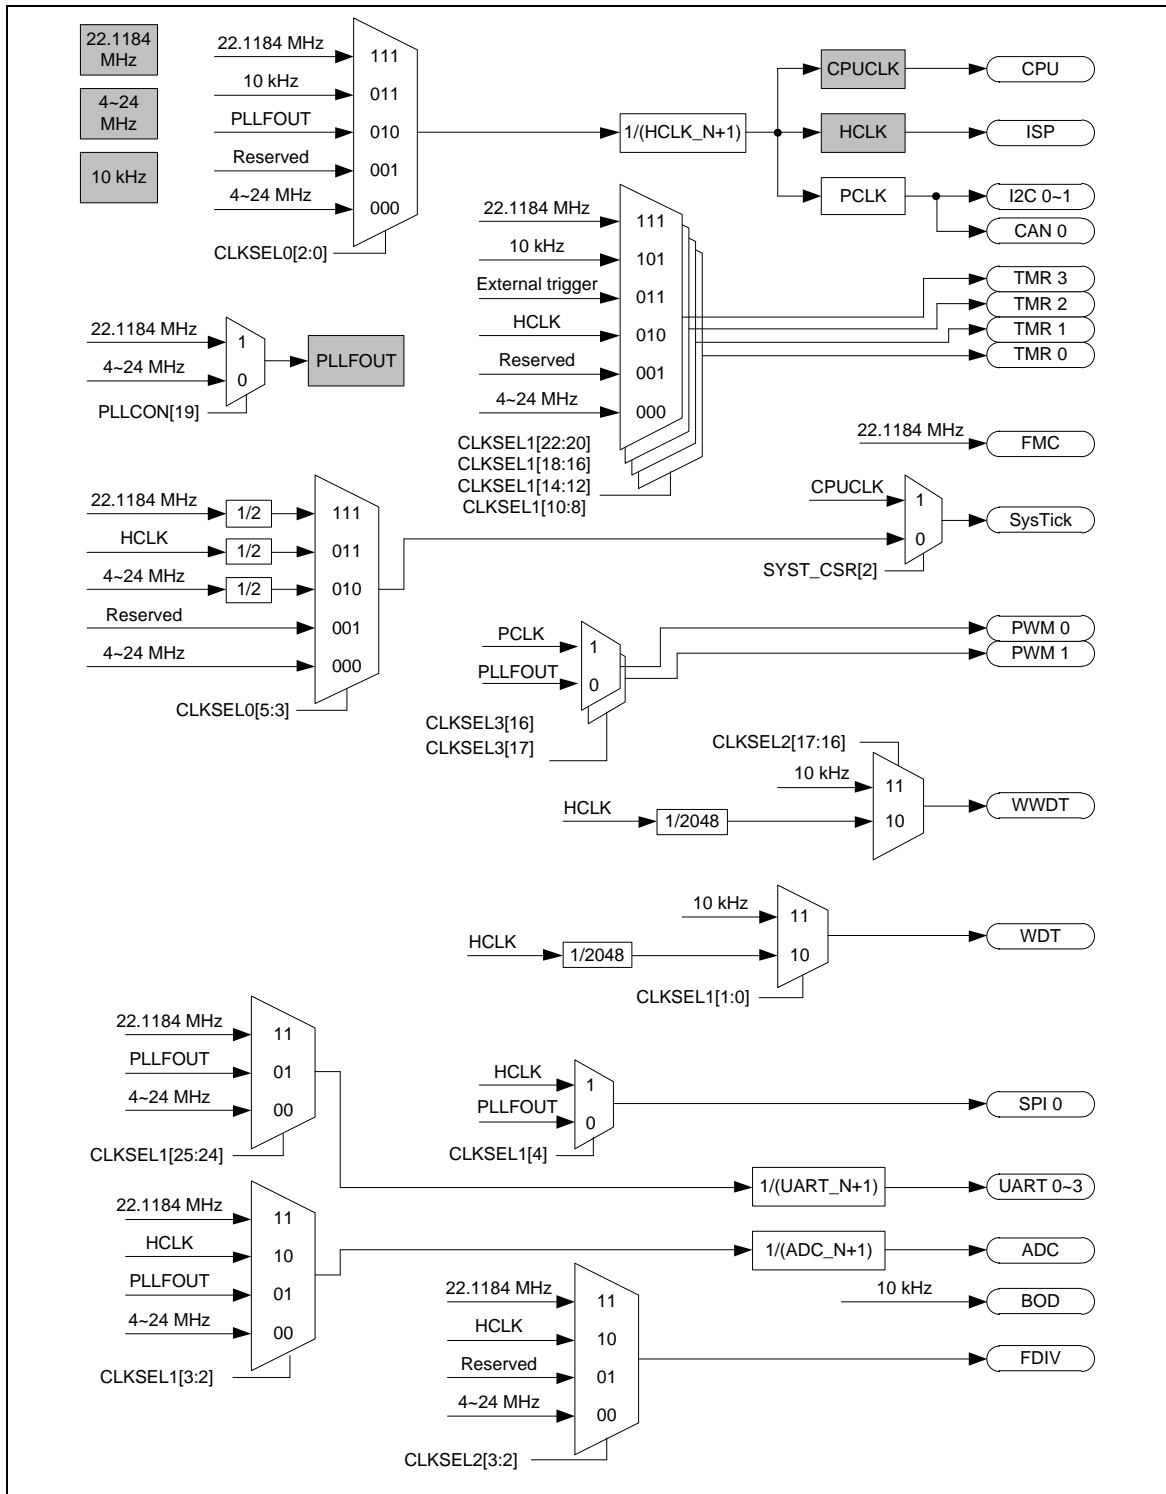 22.1184
MHz
4~24
MHz
10 kHz
22.1184 MHz
10 kHz
PLLFOUT
Reserved
4~24 MHz
111
011
010
001
000
CLKSEL0[2:0]
1/(HCLK_N+1)
CPUCLK
HCLK
PCLK
CPU
ISP
I2C 0~1
CAN 0
22.1184 MHz
10 kHz
External trigger
HCLK
Reserved
4~24 MHz
111
101
011
010
001
000
CLKSEL1[22:20]
CLKSEL1[18:16]
CLKSEL1[14:12]
CLKSEL1[10:8]
TMR 3
TMR 2
TMR 1
TMR 0
22.1184 MHz
4~24 MHz
1
0
PLLCON[19]
PLLFOUT
22.1184 MHz
FMC
22.1184 MHz
HCLK
4~24 MHz
Reserved
4~24 MHz
1/2
1/2
1/2
111
011
010
001
000
CLKSEL0[5:3]
CPUCLK
1
0
SYST_CSR[2]
SysTick
PCLK
PLLFOUT
1
0
CLKSEL3[16]
CLKSEL3[17]
PWM 0
PWM 1
CLKSEL2[17:16]
10 kHz
HCLK
1/2048
11
10
WWDT
10 kHz
HCLK
1/2048
11
10
CLKSEL1[1:0]
WDT
22.1184 MHz
PLLFOUT
4~24 MHz
11
01
00
CLKSEL1[25:24]
HCLK
PLLFOUT
1
0
CLKSEL1[4]
SPI 0
1/(UART_N+1)
UART 0~3
22.1184 MHz
HCLK
PLLFOUT
4~24 MHz
11
10
01
00
CLKSEL1[3:2]
1/(ADC_N+1)
ADC
10 kHz
BOD
22.1184 MHz
HCLK
Reserved
4~24 MHz
11
10
01
00
CLKSEL2[3:2]
FDIV